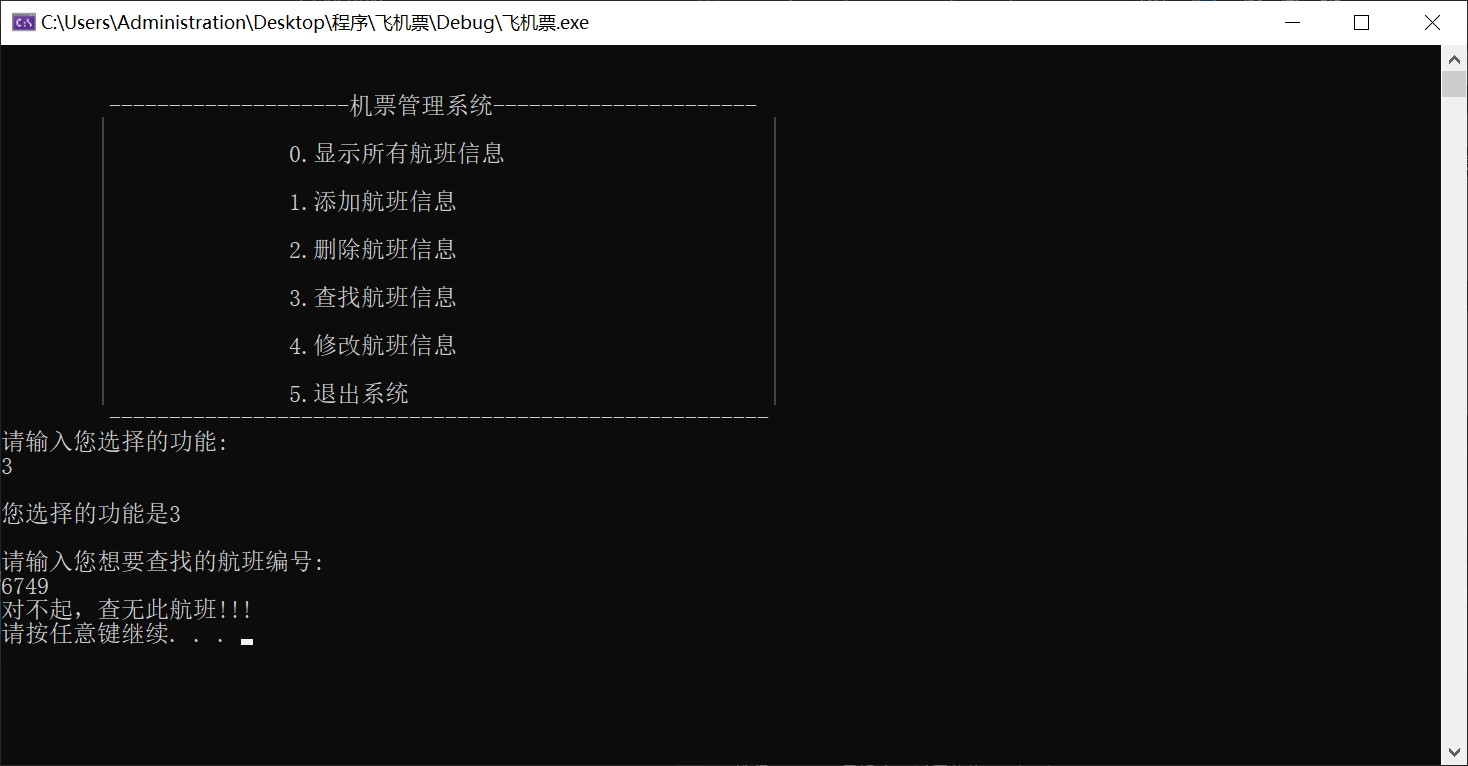 C:\Users\Administration\Desktop\程序\飞机票\Debug\飞机票.exe
--------------------机票管理系统----------------------
0.显示所有航班信息
1.添加航班信息
2.删除航班信息
3.查找航班信息
4.修改航班信息
5.退出系统
-------------------------------------------------------
请输入您选择的功能:
3
您选择的功能是3
请输入您想要查找的航班编号:
6749
对不起，查无此航班!!!
请按任意键继续. . .